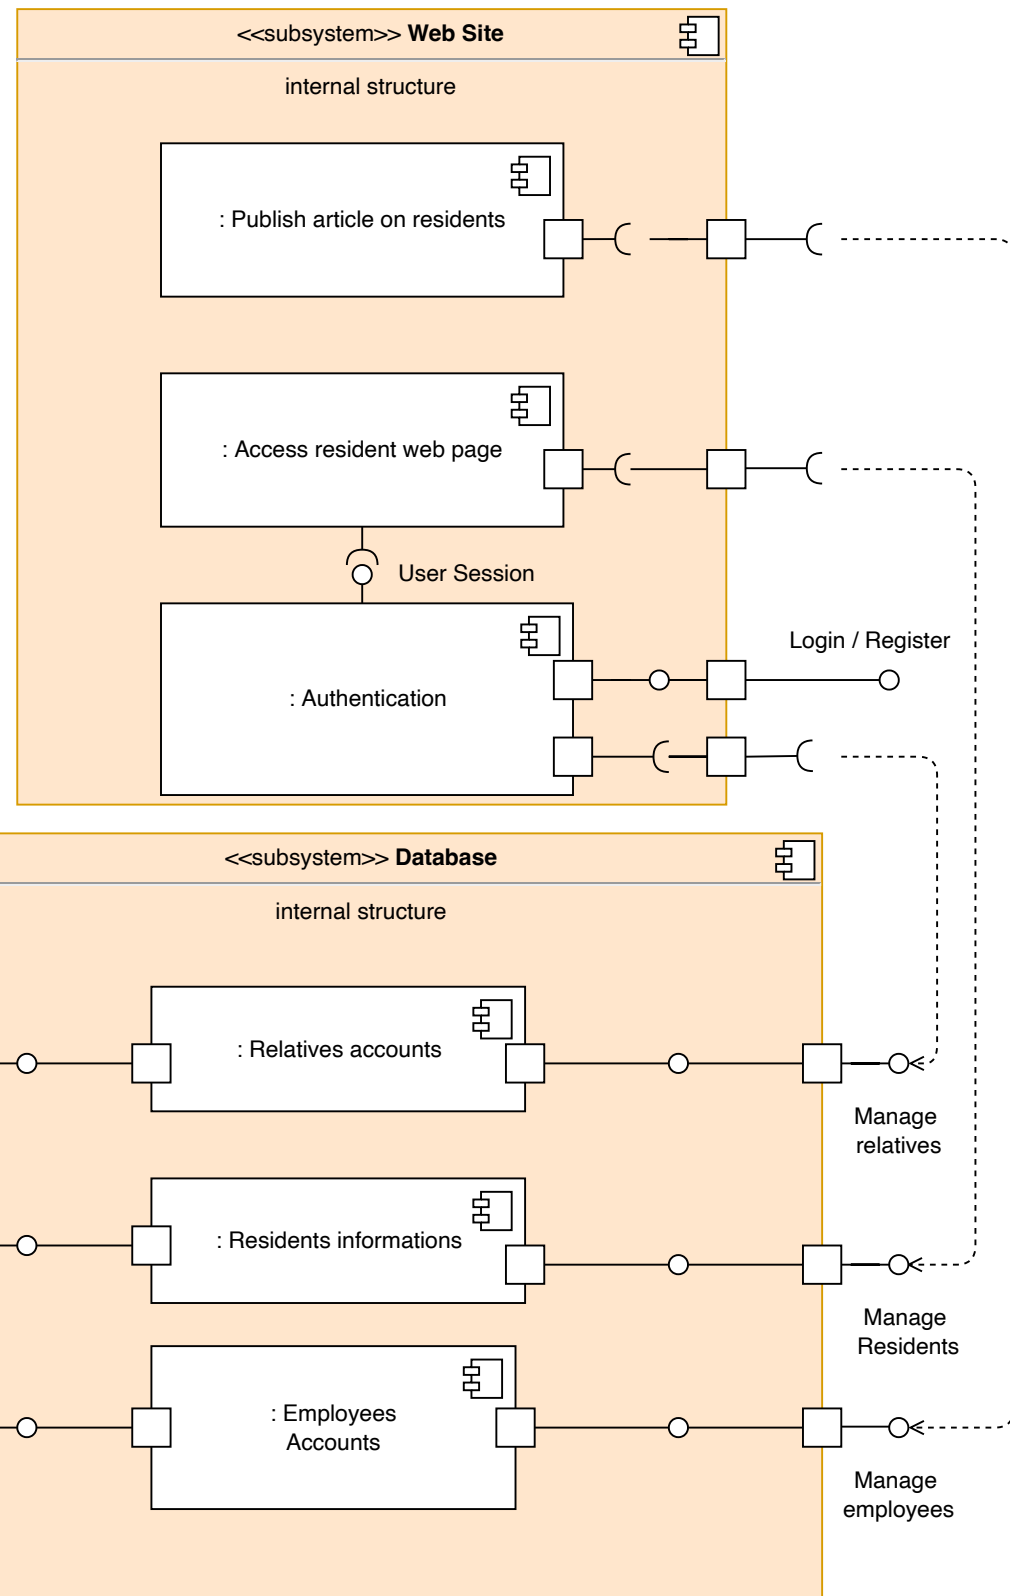 <<subsystem>> Web Site
internal structure
: Publish article on residents
: Access resident web page
User Session
Login / Register
: Authentication
<<subsystem>> Database
internal structure
: Relatives accounts
Manage
relatives
: Residents informations
Manage
Residents
: Employees
Accounts
Manage
employees